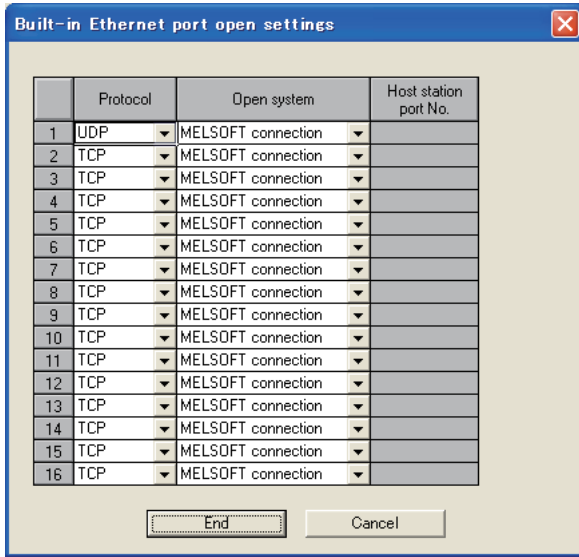 Built-in Ethernet port open settings
Protocol Open system Host station port No.
1 UDP MELSOFT connection
2 TCP MELSOFT connection
3 TCP MELSOFT connection
4 TCP MELSOFT connection
5 TCP MELSOFT connection
6 TCP MELSOFT connection
7 TCP MELSOFT connection
8 TCP MELSOFT connection
9 TCP MELSOFT connection
10 TCP MELSOFT connection
11 TCP MELSOFT connection
12 TCP MELSOFT connection
13 TCP MELSOFT connection
14 TCP MELSOFT connection
15 TCP MELSOFT connection
16 TCP MELSOFT connection
End Cancel